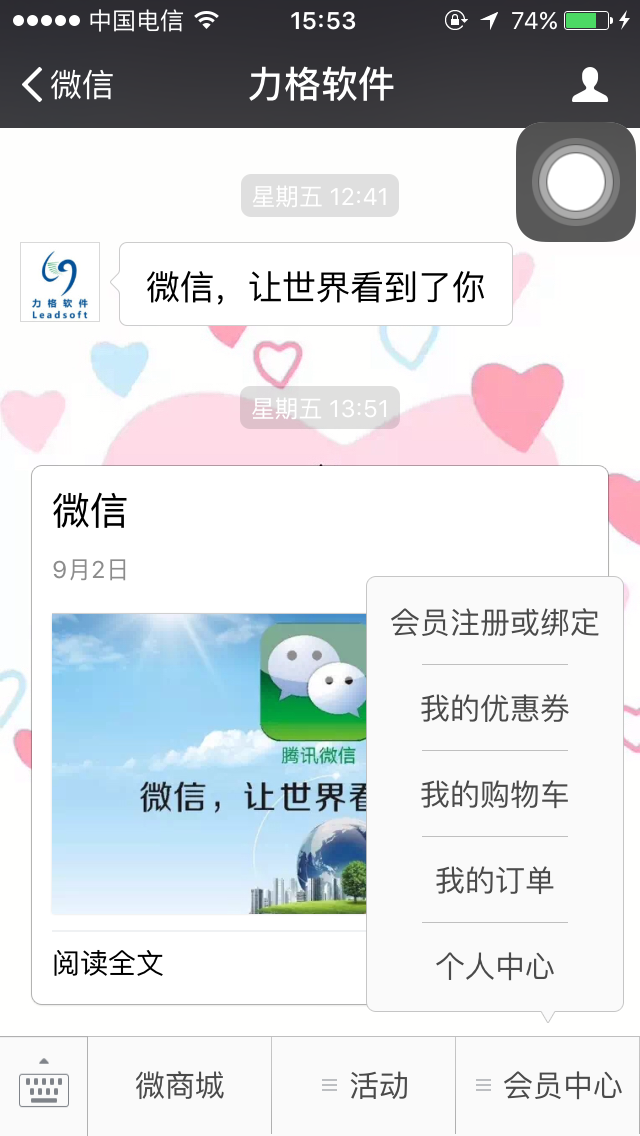 中国电信 15:53 74%
微信 力格软件
星期五 12:41
力格软件
Leadsoft
微信，让世界看到了你
星期五 13:51
微信
9月2日
腾讯微信
微信，让世界看
阅读全文
会员注册或绑定
我的优惠券
我的购物车
我的订单
个人中心
微商城 活动 会员中心